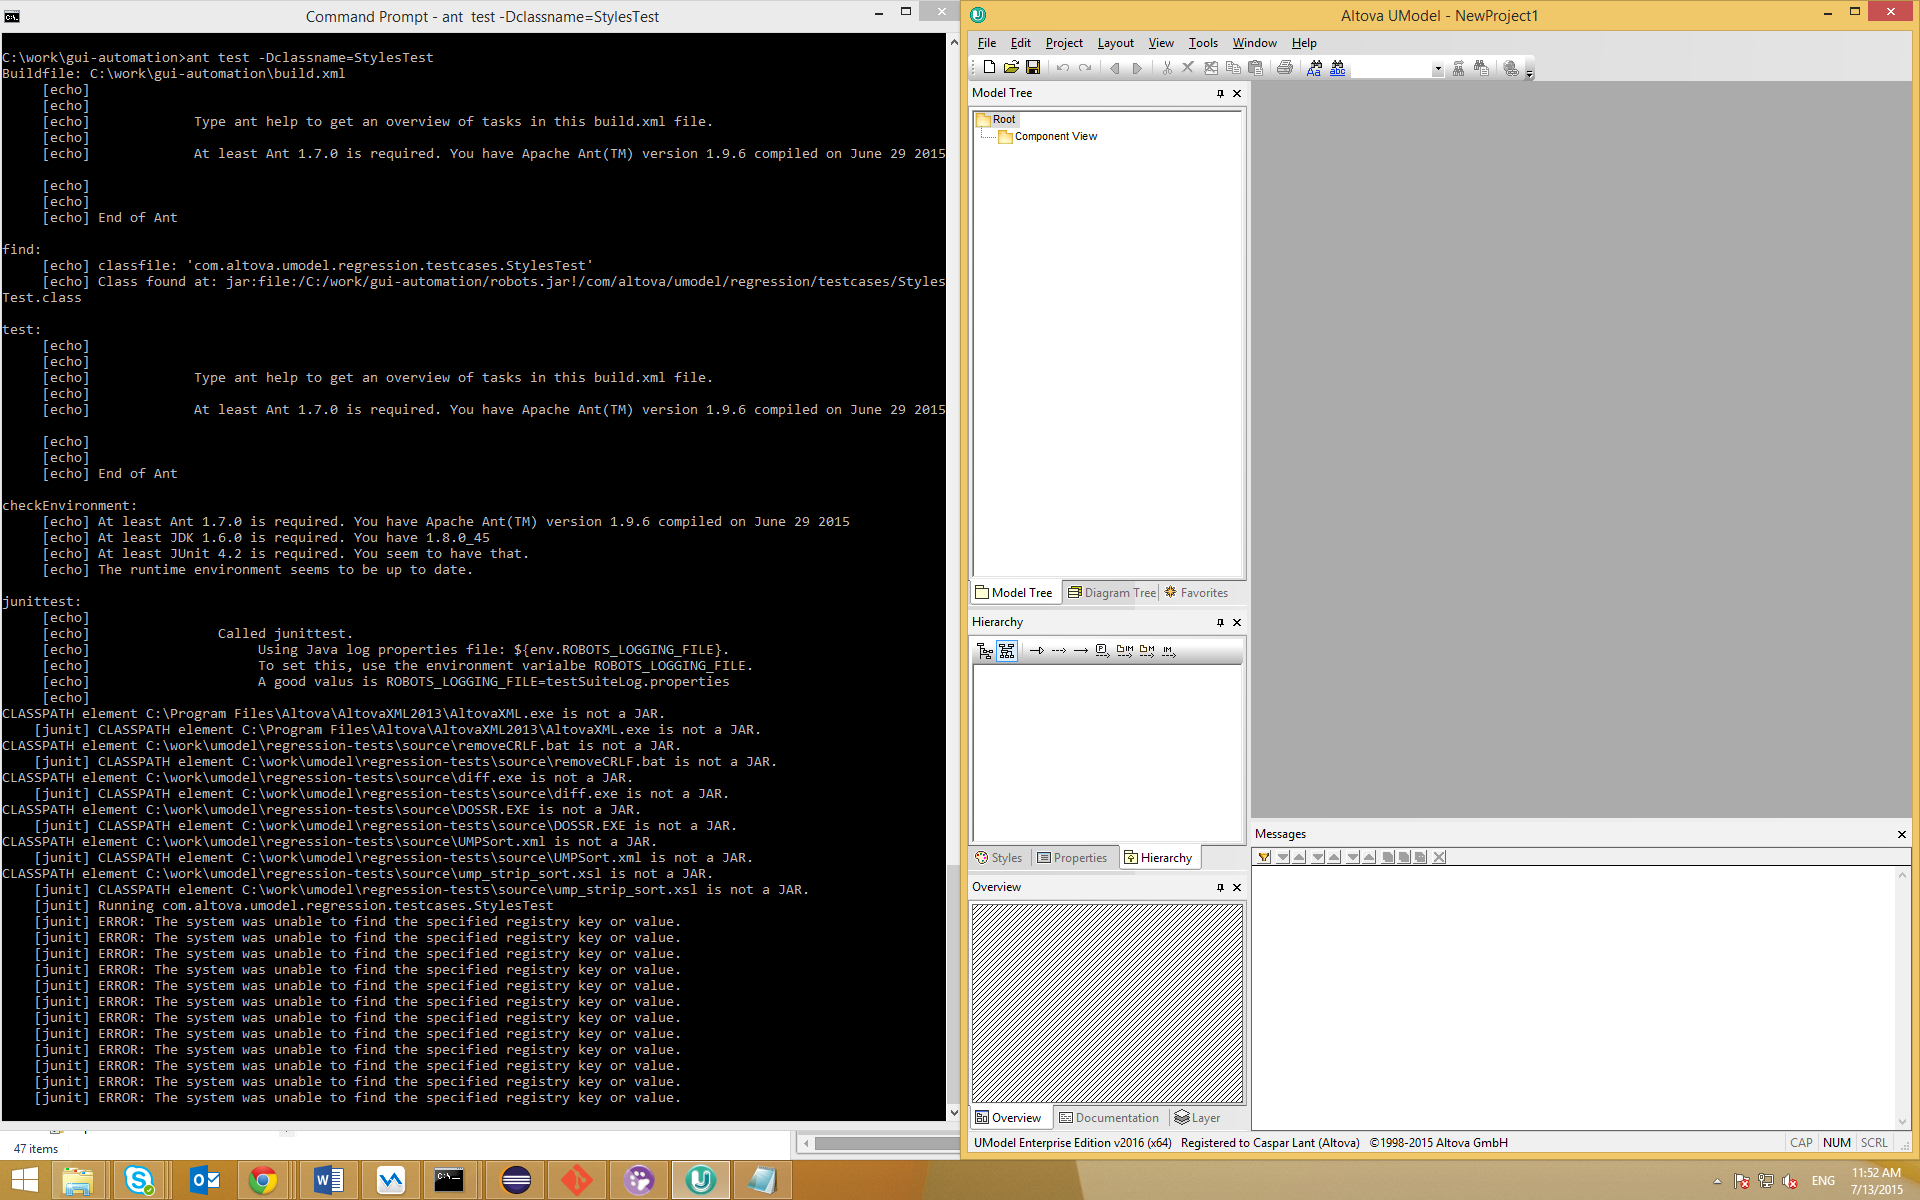 Command Prompt - ant  test -Dclassname=StylesTest
C:\work\gui-automation>ant test -Dclassname=StylesTest
Buildfile: C:\work\gui-automation\build.xml
[echo]
[echo]
[echo]             Type ant help to get an overview of tasks in this build.xml file.
[echo]
[echo]             At least Ant 1.7.0 is required. You have Apache Ant(TM) version 1.9.6 compiled on June 29 2015
[echo]
[echo]
[echo] End of Ant
find:
[echo] classfile: 'com.altova.umodel.regression.testcases.StylesTest'
[echo] Class found at: jar:file:/C:/work/gui-automation/robots.jar!/com/altova/umodel/regression/testcases/Styles
Test.class
test:
[echo]
[echo]
[echo]             Type ant help to get an overview of tasks in this build.xml file.
[echo]
[echo]             At least Ant 1.7.0 is required. You have Apache Ant(TM) version 1.9.6 compiled on June 29 2015
[echo]
[echo]
[echo] End of Ant
checkEnvironment:
[echo] At least Ant 1.7.0 is required. You have Apache Ant(TM) version 1.9.6 compiled on June 29 2015
[echo] At least JDK 1.6.0 is required. You have 1.8.0_45
[echo] At least JUnit 4.2 is required. You seem to have that.
[echo] The runtime environment seems to be up to date.
junittest:
[echo]
[echo]                Called junittest.
[echo]                     Using Java log properties file: ${env.ROBOTS_LOGGING_FILE}.
[echo]                     To set this, use the environment varialbe ROBOTS_LOGGING_FILE.
[echo]                     A good valus is ROBOTS_LOGGING_FILE=testSuiteLog.properties
[echo]
CLASSPATH element C:\Program Files\Altova\AltovaXML2013\AltovaXML.exe is not a JAR.
[junit] CLASSPATH element C:\Program Files\Altova\AltovaXML2013\AltovaXML.exe is not a JAR.
CLASSPATH element C:\work\umodel\regression-tests\source\removeCRLF.bat is not a JAR.
[junit] CLASSPATH element C:\work\umodel\regression-tests\source\removeCRLF.bat is not a JAR.
CLASSPATH element C:\work\umodel\regression-tests\source\diff.exe is not a JAR.
[junit] CLASSPATH element C:\work\umodel\regression-tests\source\diff.exe is not a JAR.
CLASSPATH element C:\work\umodel\regression-tests\source\DOSSR.EXE is not a JAR.
[junit] CLASSPATH element C:\work\umodel\regression-tests\source\DOSSR.EXE is not a JAR.
CLASSPATH element C:\work\umodel\regression-tests\source\UMPSort.xml is not a JAR.
[junit] CLASSPATH element C:\work\umodel\regression-tests\source\UMPSort.xml is not a JAR.
CLASSPATH element C:\work\umodel\regression-tests\source\ump_strip_sort.xsl is not a JAR.
[junit] CLASSPATH element C:\work\umodel\regression-tests\source\ump_strip_sort.xsl is not a JAR.
[junit] Running com.altova.umodel.regression.testcases.StylesTest
[junit] ERROR: The system was unable to find the specified registry key or value.
[junit] ERROR: The system was unable to find the specified registry key or value.
[junit] ERROR: The system was unable to find the specified registry key or value.
[junit] ERROR: The system was unable to find the specified registry key or value.
[junit] ERROR: The system was unable to find the specified registry key or value.
[junit] ERROR: The system was unable to find the specified registry key or value.
[junit] ERROR: The system was unable to find the specified registry key or value.
[junit] ERROR: The system was unable to find the specified registry key or value.
[junit] ERROR: The system was unable to find the specified registry key or value.
[junit] ERROR: The system was unable to find the specified registry key or value.
[junit] ERROR: The system was unable to find the specified registry key or value.
[junit] ERROR: The system was unable to find the specified registry key or value.
47 items
Altova UModel - NewProject1
File Edit Project Layout View Tools Window Help
Model Tree
Root
Component View
Model Tree Diagram Tree Favorites
Hierarchy
Styles Properties Hierarchy
Overview
Overview Documentation Layer
Messages
UModel Enterprise Edition v2016 (x64) Registered to Caspar Lant (Altova) ©1998-2015 Altova GmbH
CAP NUM SCRL
ENG
11:52 AM
7/13/2015